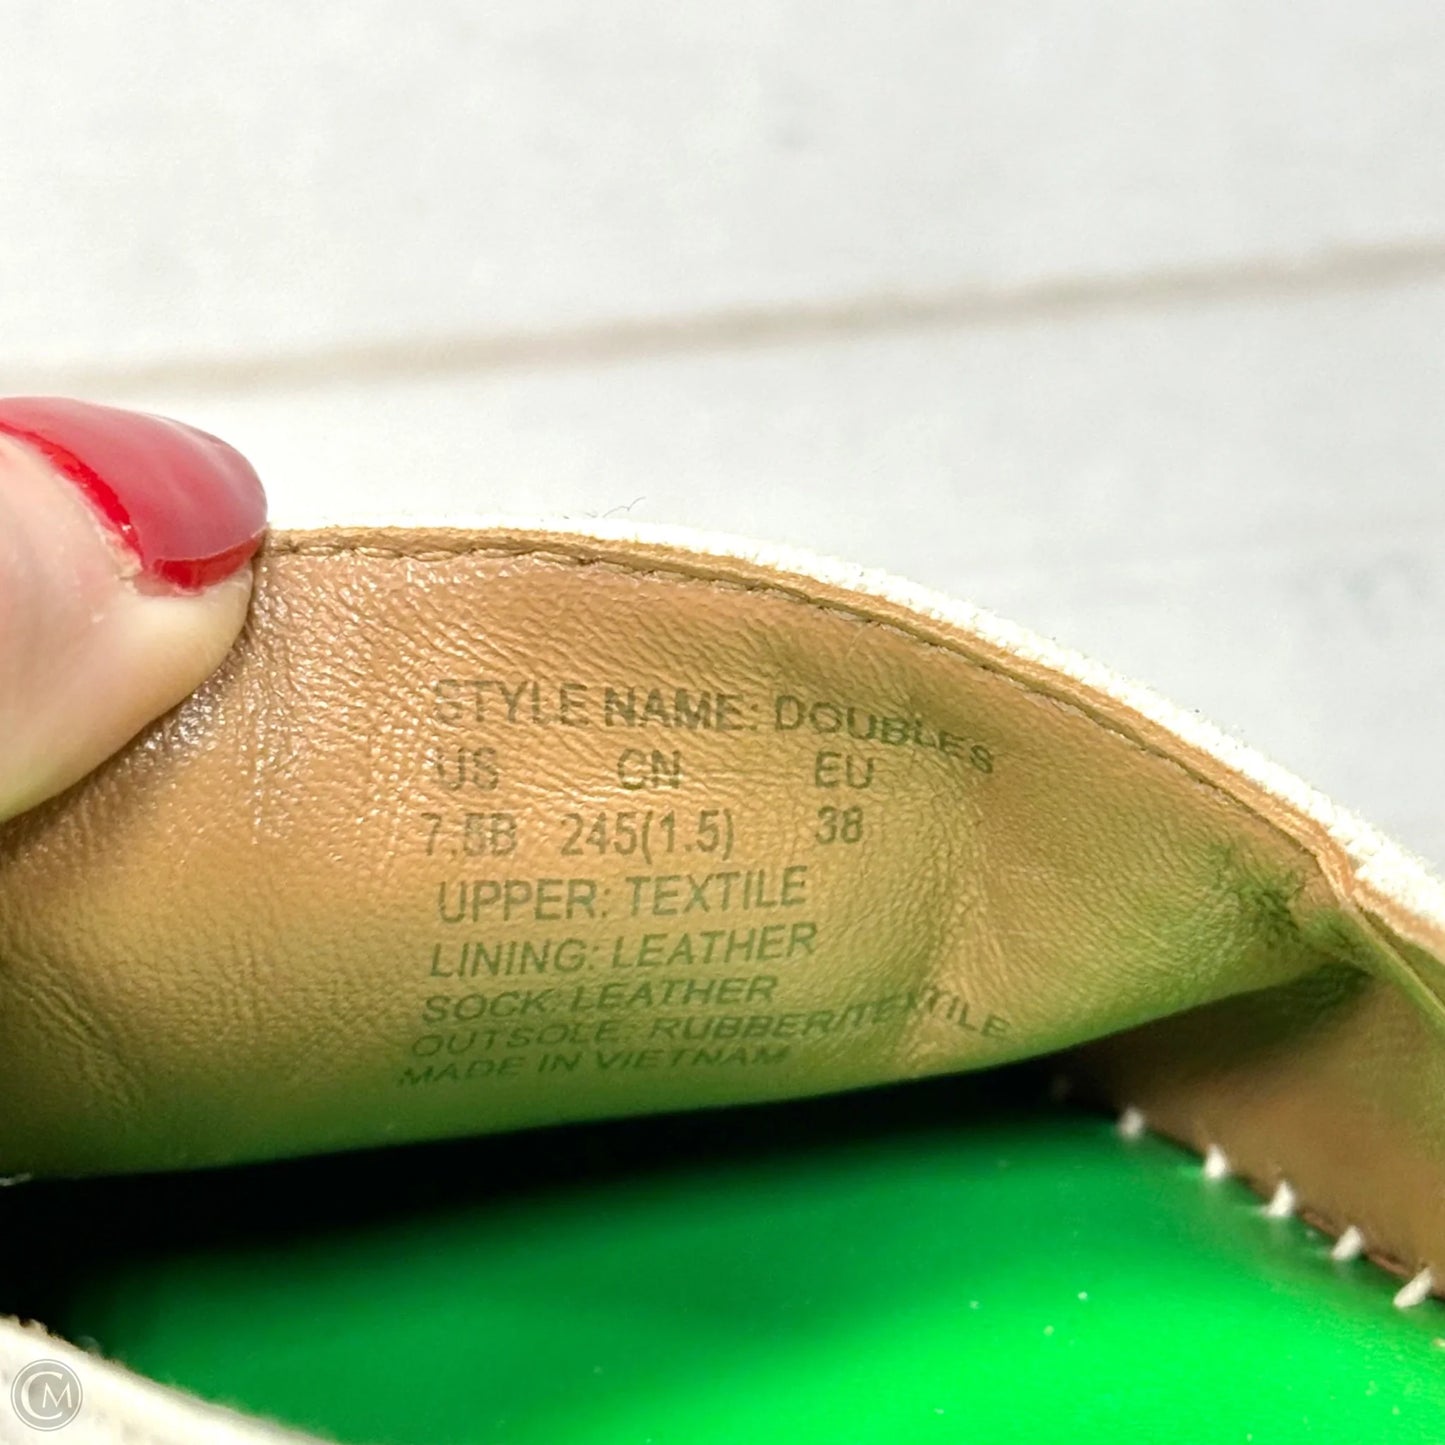 STYLE NAME: DOUBLES
US CN EU
7.5B 245(1.5) 38
UPPER: TEXTILE
LINING: LEATHER
SOCK: LEATHER
OUTSOLE: RUBBER/TEXTILE
MADE IN VIETNAM
CM